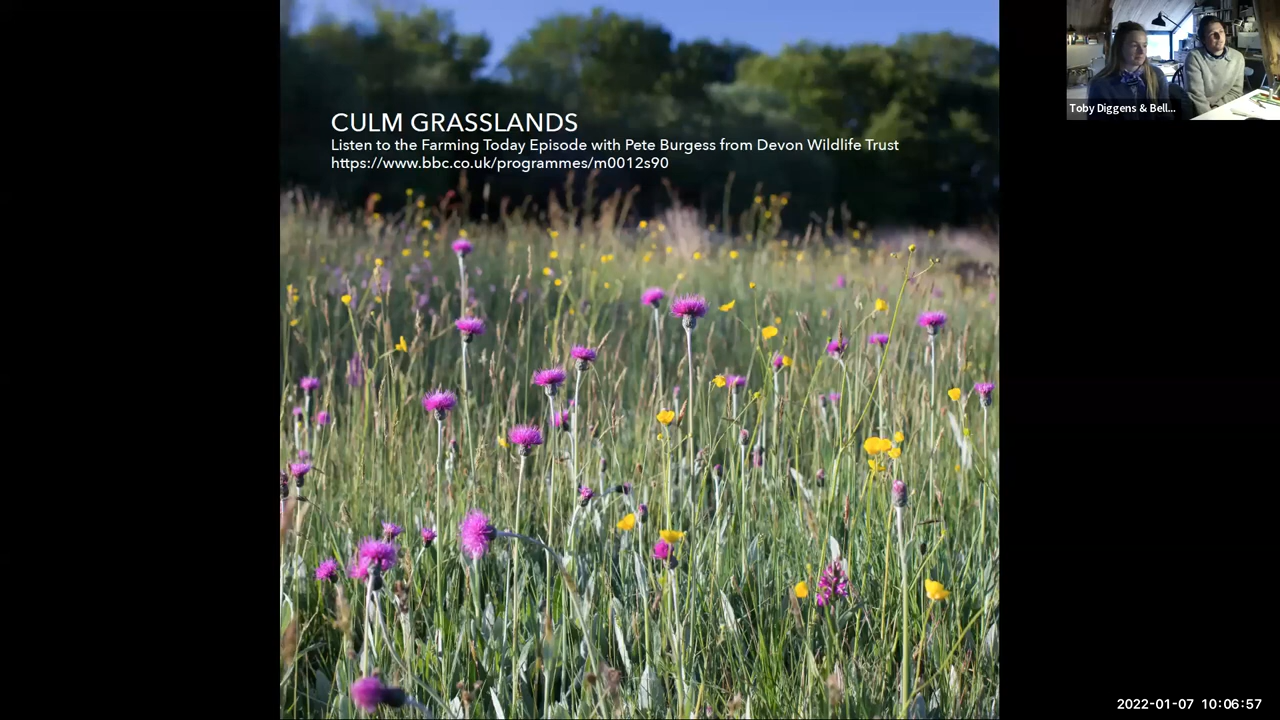 CULM GRASSLANDS
Listen to the Farming Today Episode with Pete Burgess from Devon Wildlife Trust
https://www.bbc.co.uk/programmes/m0012s90
Toby Diggens & Bell...
2022-01-07 10:06:57